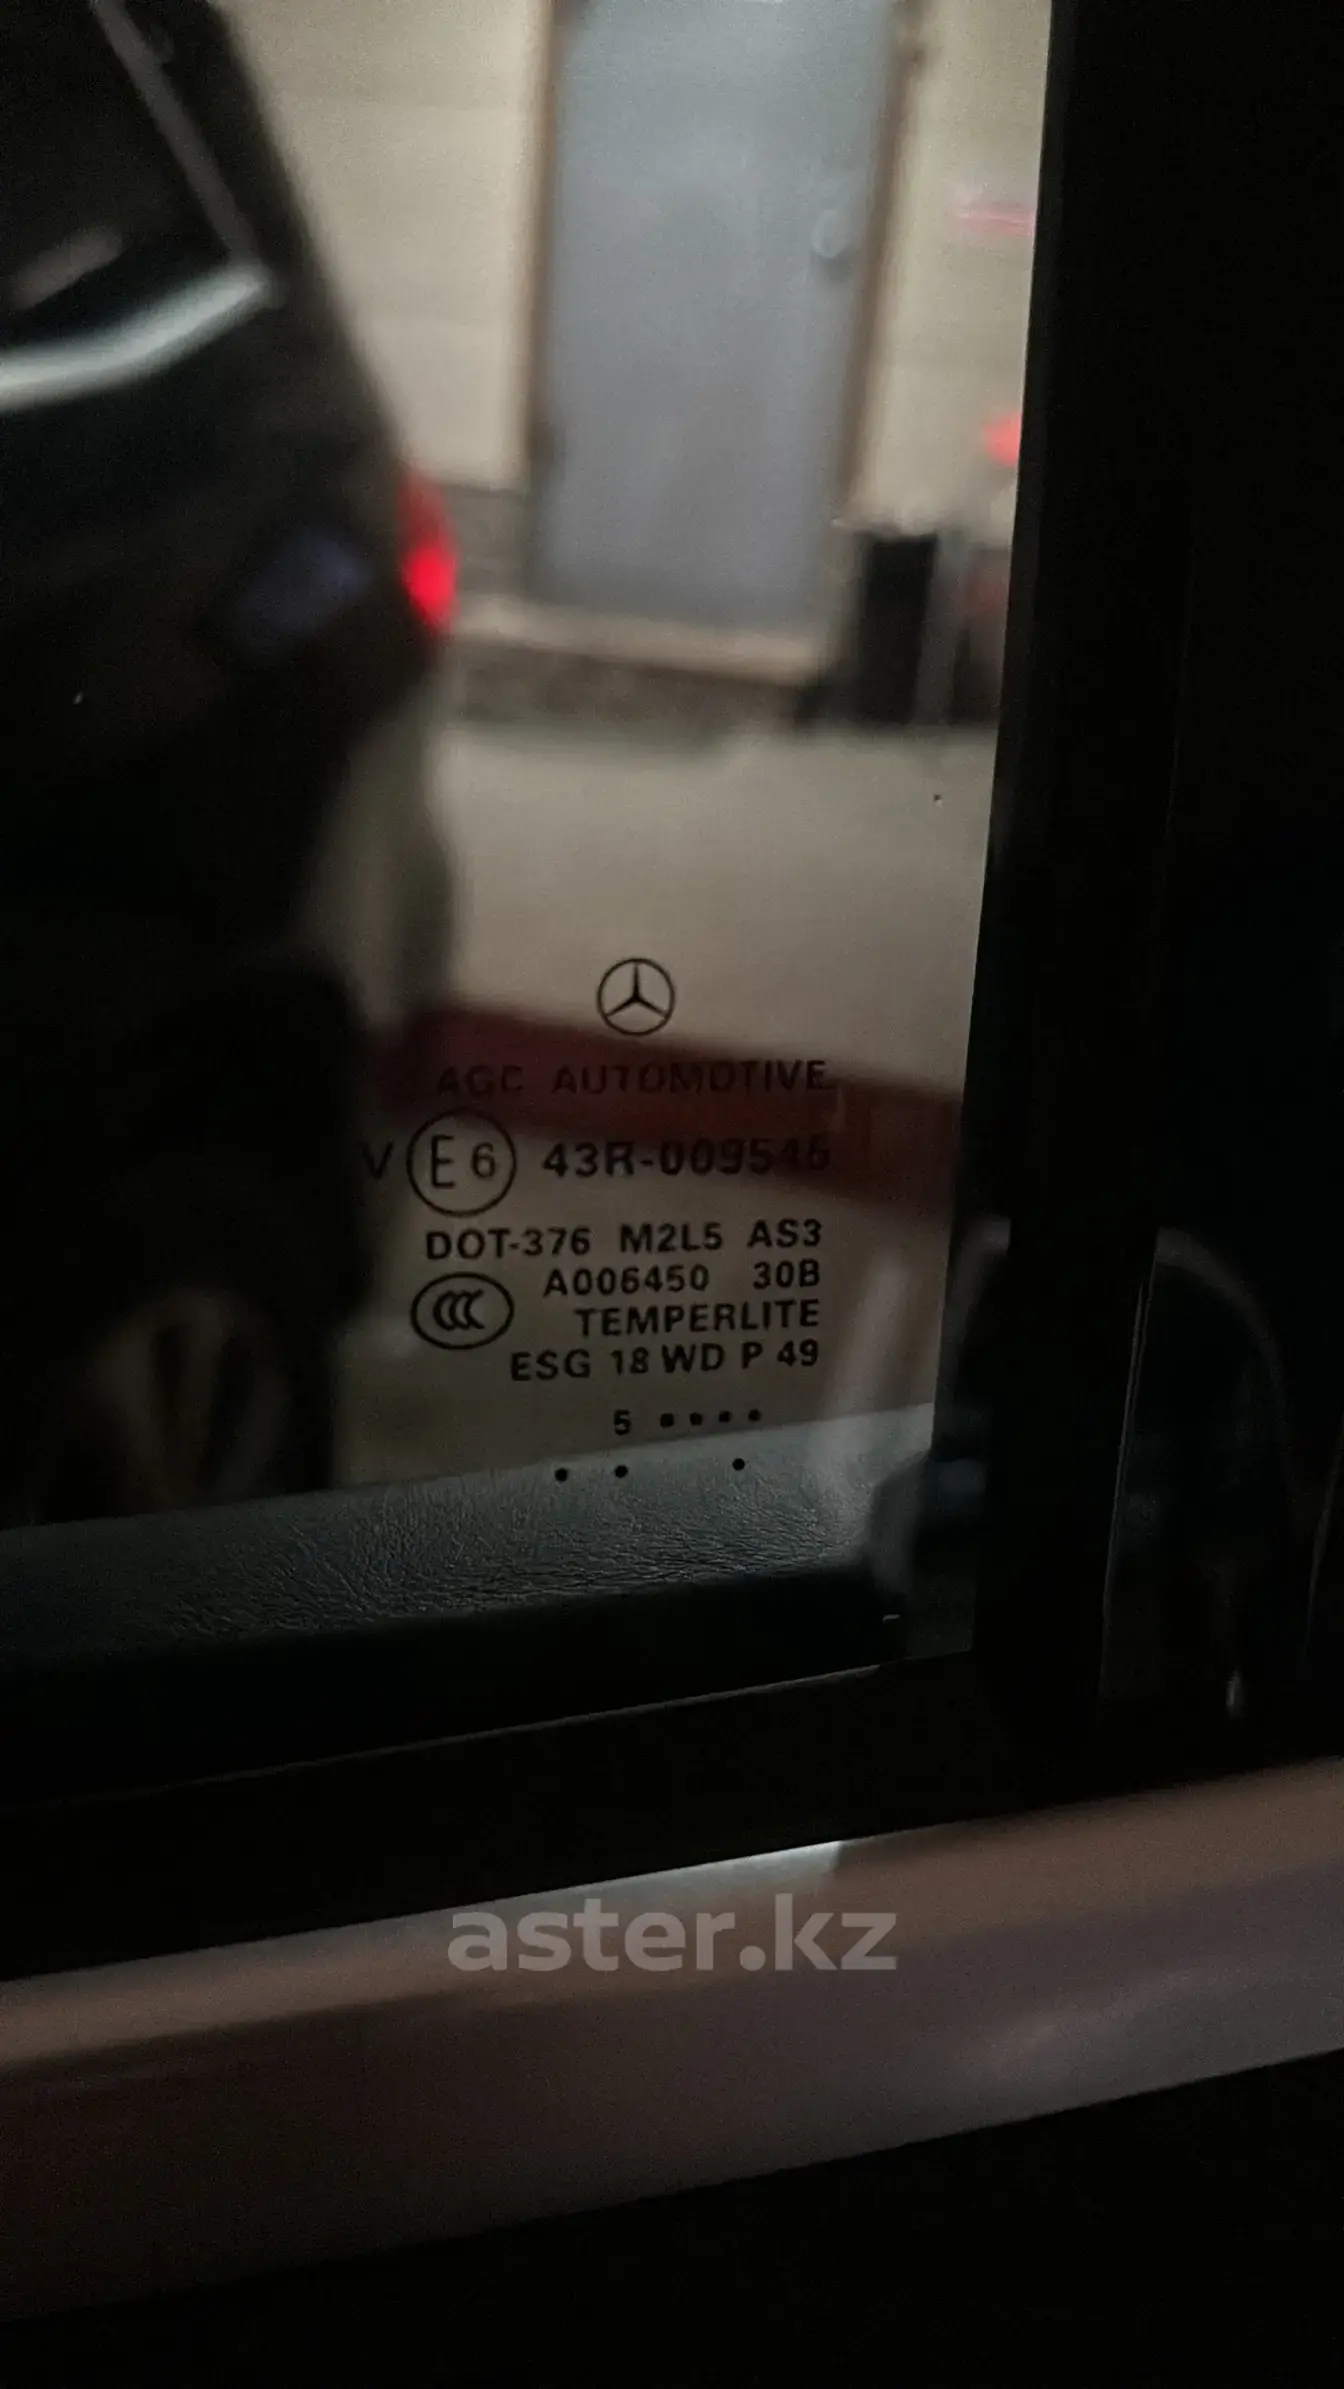 AGC AUTOMOTIVE
V E6 43R-009546
DOT-376 M2L5 AS3
A006450 30B
CCC
TEMPERLITE
ESG 18 WD P 49
5 ••••
• • •
aster.kz